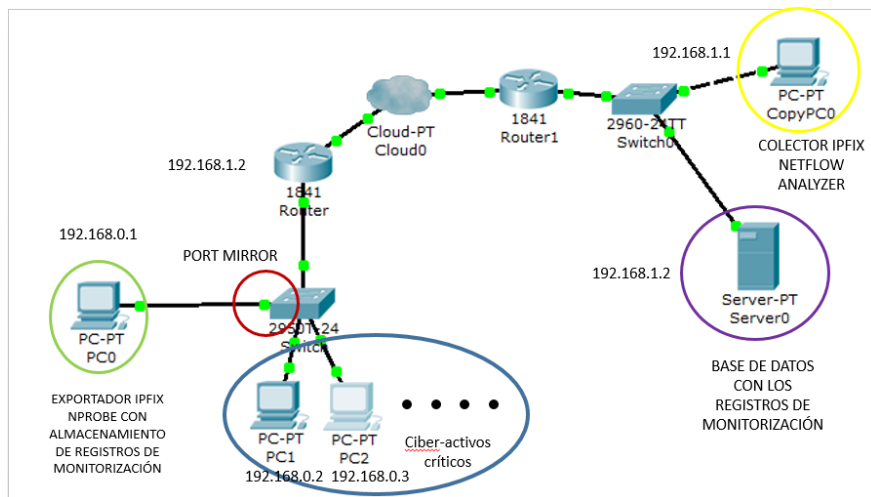 192.168.1.1
PC-PT
CopyPC0
COLECTOR IPFIX
NETFLOW
ANALYZER
1841
Router1
2960-24TT
Switch0
Cloud-PT
Cloud0
192.168.1.2
1841
Router
192.168.0.1
PORT MIRROR
PC-PT
PC0
2950T-24
Switch
192.168.1.2
Server-PT
Server0
BASE DE DATOS
CON LOS
REGISTROS DE
MONITORIZACIÓN
EXPORTADOR IPFIX
NPROBE CON
ALMACENAMIENTO
DE REGISTROS DE
MONITORIZACIÓN
PC-PT
PC1
192.168.0.2
PC-PT
PC2
192.168.0.3
Ciber-activos
críticos